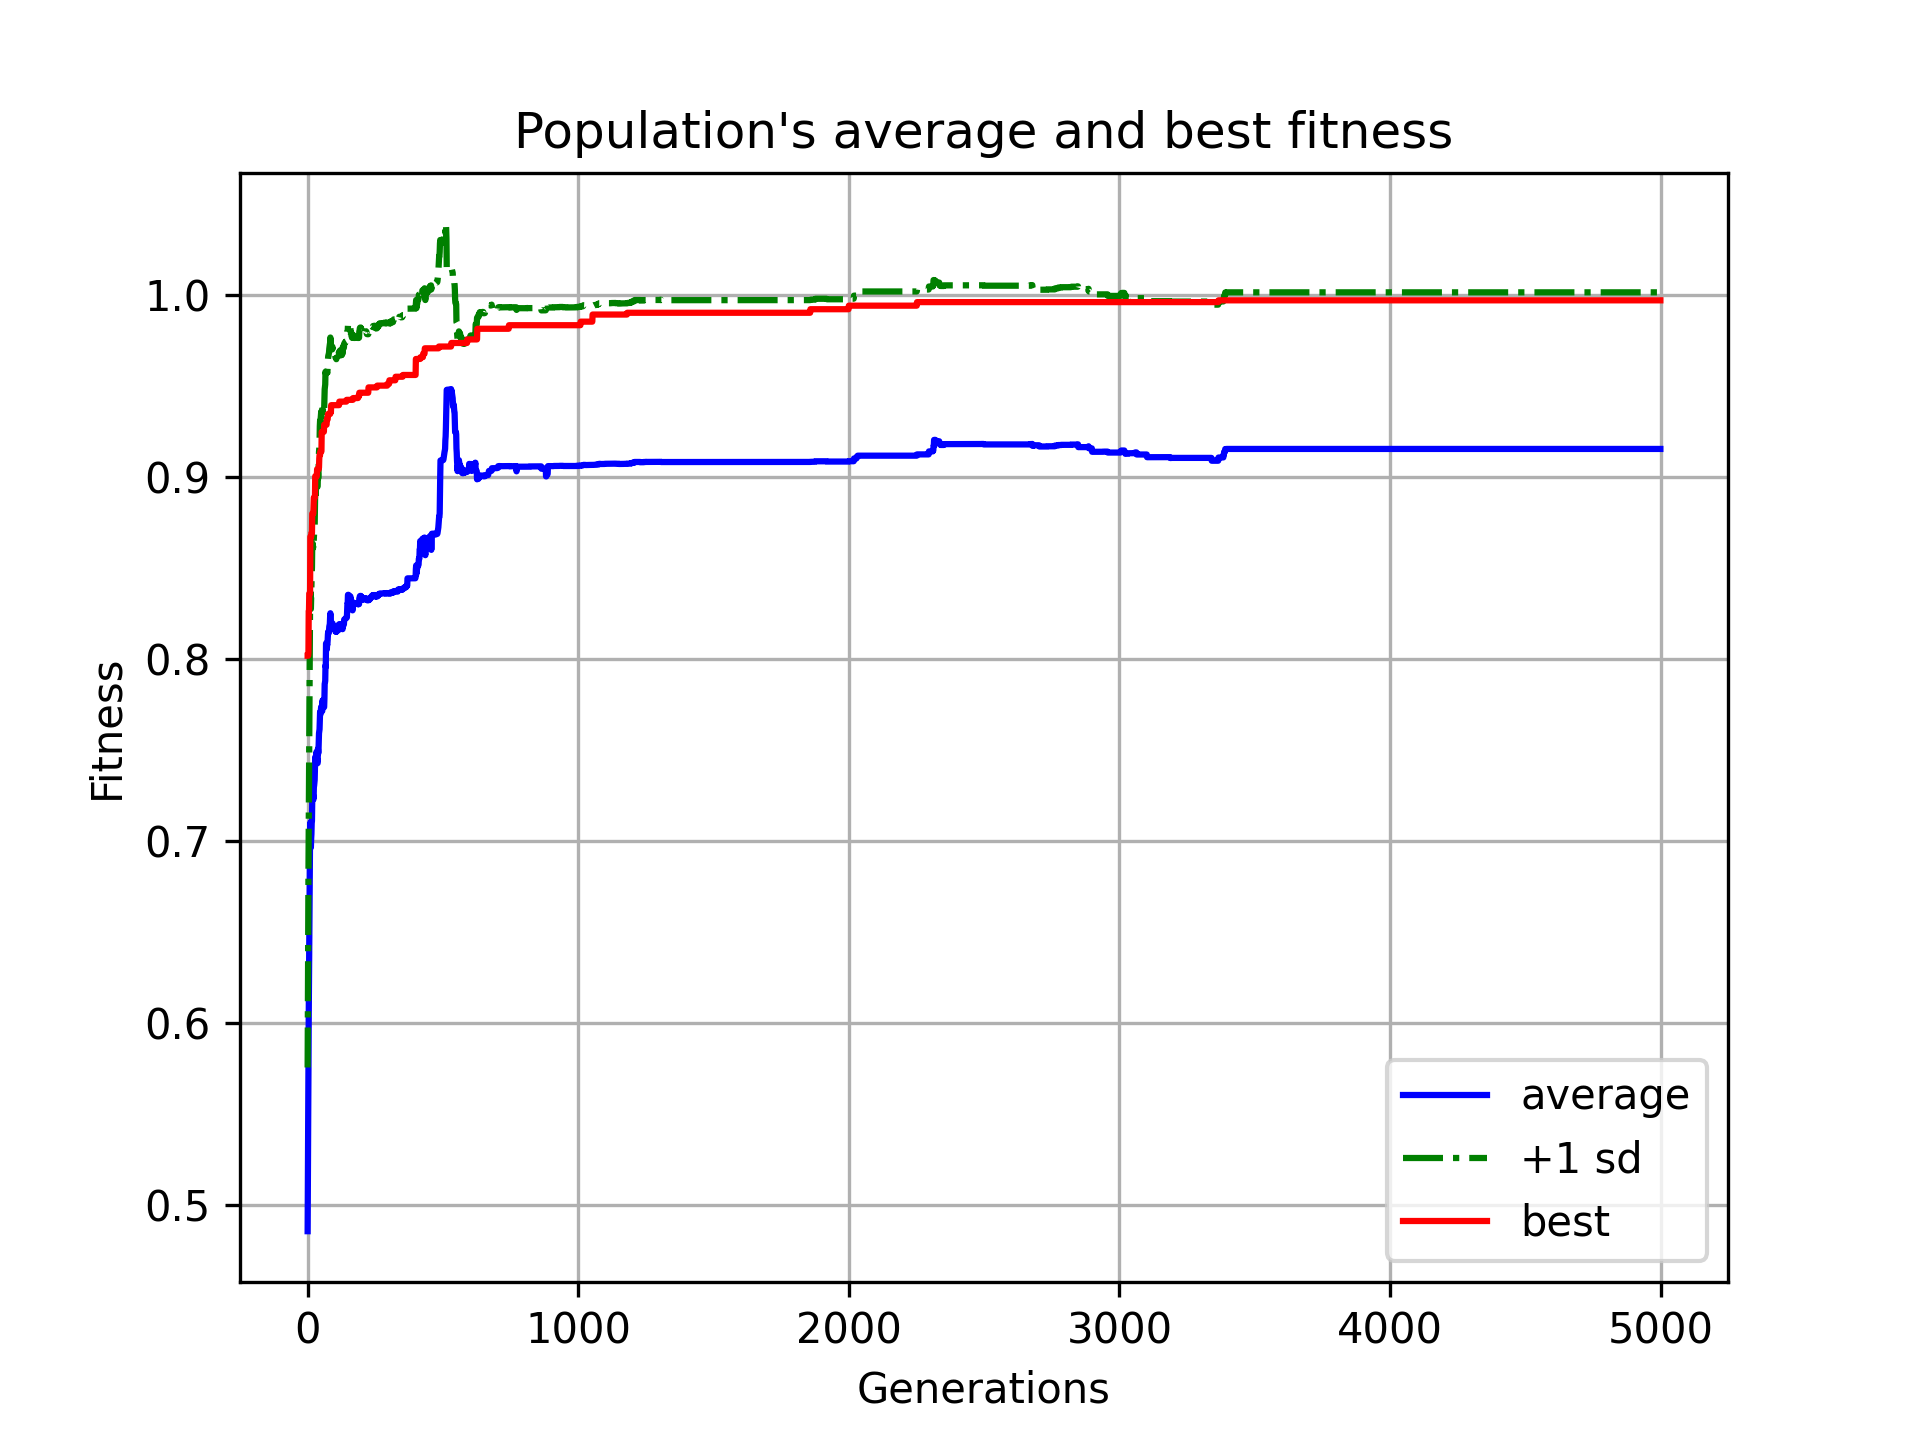 Population's average and best fitness
1.0
0.9
0.8
0.7
0.6
0.5
Fitness
0 1000 2000 3000 4000 5000
Generations
average
+1 sd
best